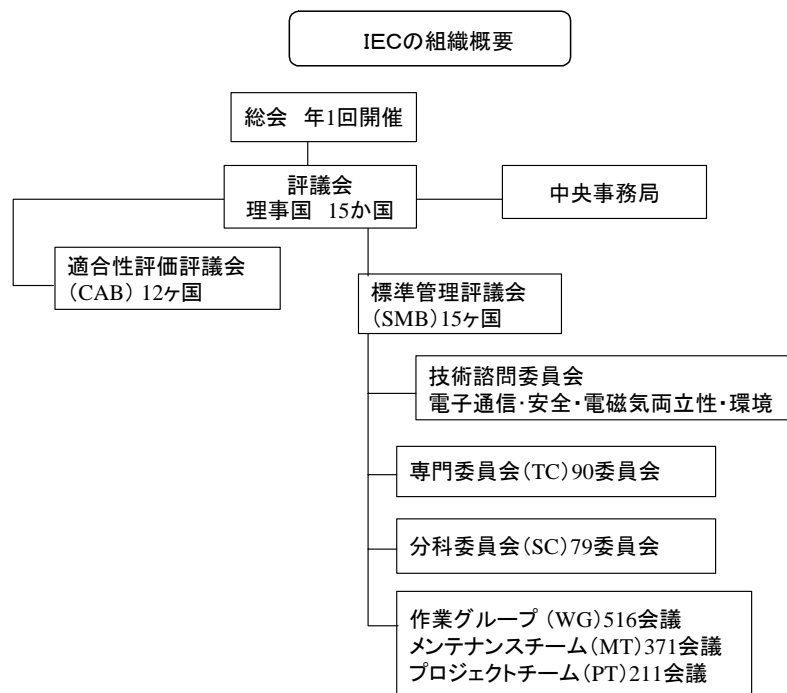 IECの組織概要
総会 年1回開催
評議会
理事国 15か国
中央事務局
適合性評価評議会
(CAB) 12ヶ国
標準管理評議会
(SMB)15ヶ国
技術諮問委員会
電子通信･安全・電磁気両立性・環境
専門委員会(TC)90委員会
分科委員会(SC)79委員会
作業グループ (WG)516会議
メンテナンスチーム(MT)371会議
プロジェクトチーム(PT)211会議